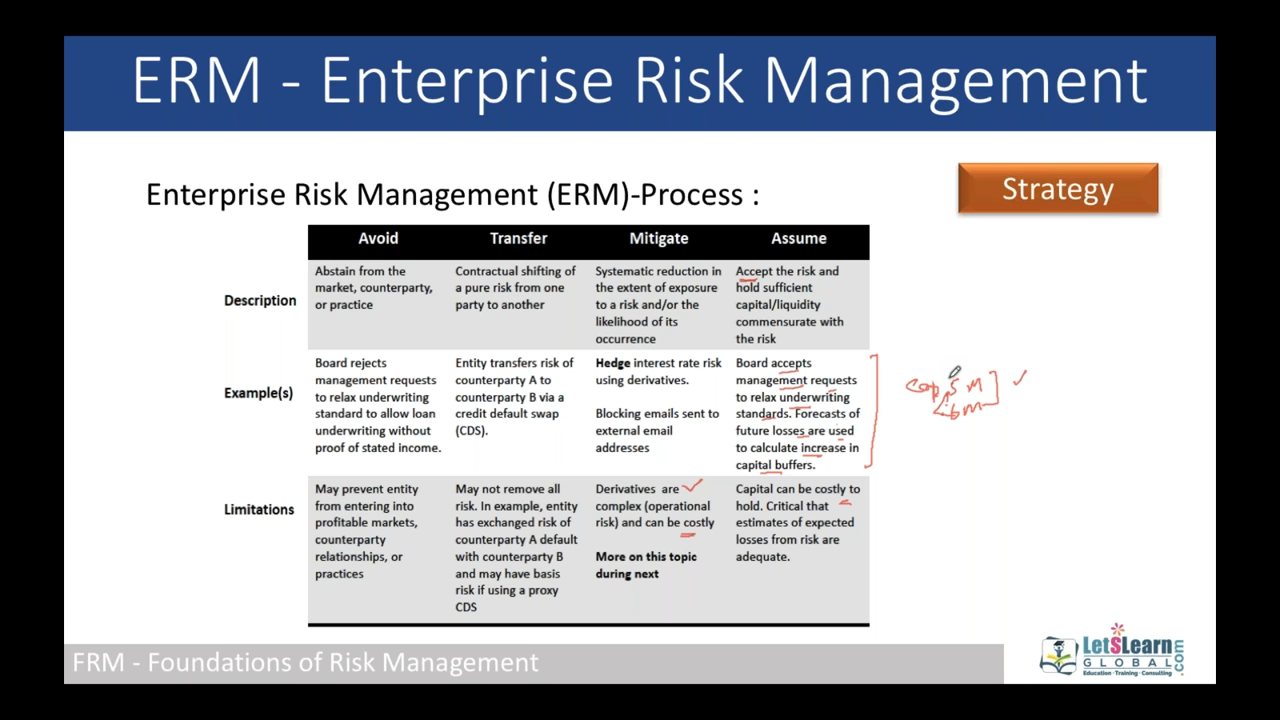 ERM - Enterprise Risk Management
Enterprise Risk Management (ERM)-Process :
Strategy
Avoid
Transfer
Mitigate
Assume
Description
Abstain from the
market, counterparty,
or practice
Contractual shifting of
a pure risk from one
party to another
Systematic reduction in
the extent of exposure
to a risk and/or the
likelihood of its
occurrence
Accept the risk and
hold sufficient
capital/liquidity
commensurate with
the risk
Example(s)
Board rejects
management requests
to relax underwriting
standard to allow loan
underwriting without
proof of stated income.
Entity transfers risk of
counterparty A to
counterparty B via a
credit default swap
(CDS).
Hedge interest rate risk
using derivatives.
Blocking emails sent to
external email
addresses
Board accepts
management requests
to relax underwriting
standards. Forecasts of
future losses are used
to calculate increase in
capital buffers.
Cap 5 M
6M
Limitations
May prevent entity
from entering into
profitable markets,
counterparty
relationships, or
practices
May not remove all
risk. In example, entity
has exchanged risk of
counterparty A default
with counterparty B
and may have basis
risk if using a proxy
CDS
Derivatives are
complex (operational
risk) and can be costly
More on this topic
during next
Capital can be costly to
hold. Critical that
estimates of expected
losses from risk are
adequate.
FRM - Foundations of Risk Management
LetSLearn
GLOBAL.com
Education · Training · Consulting